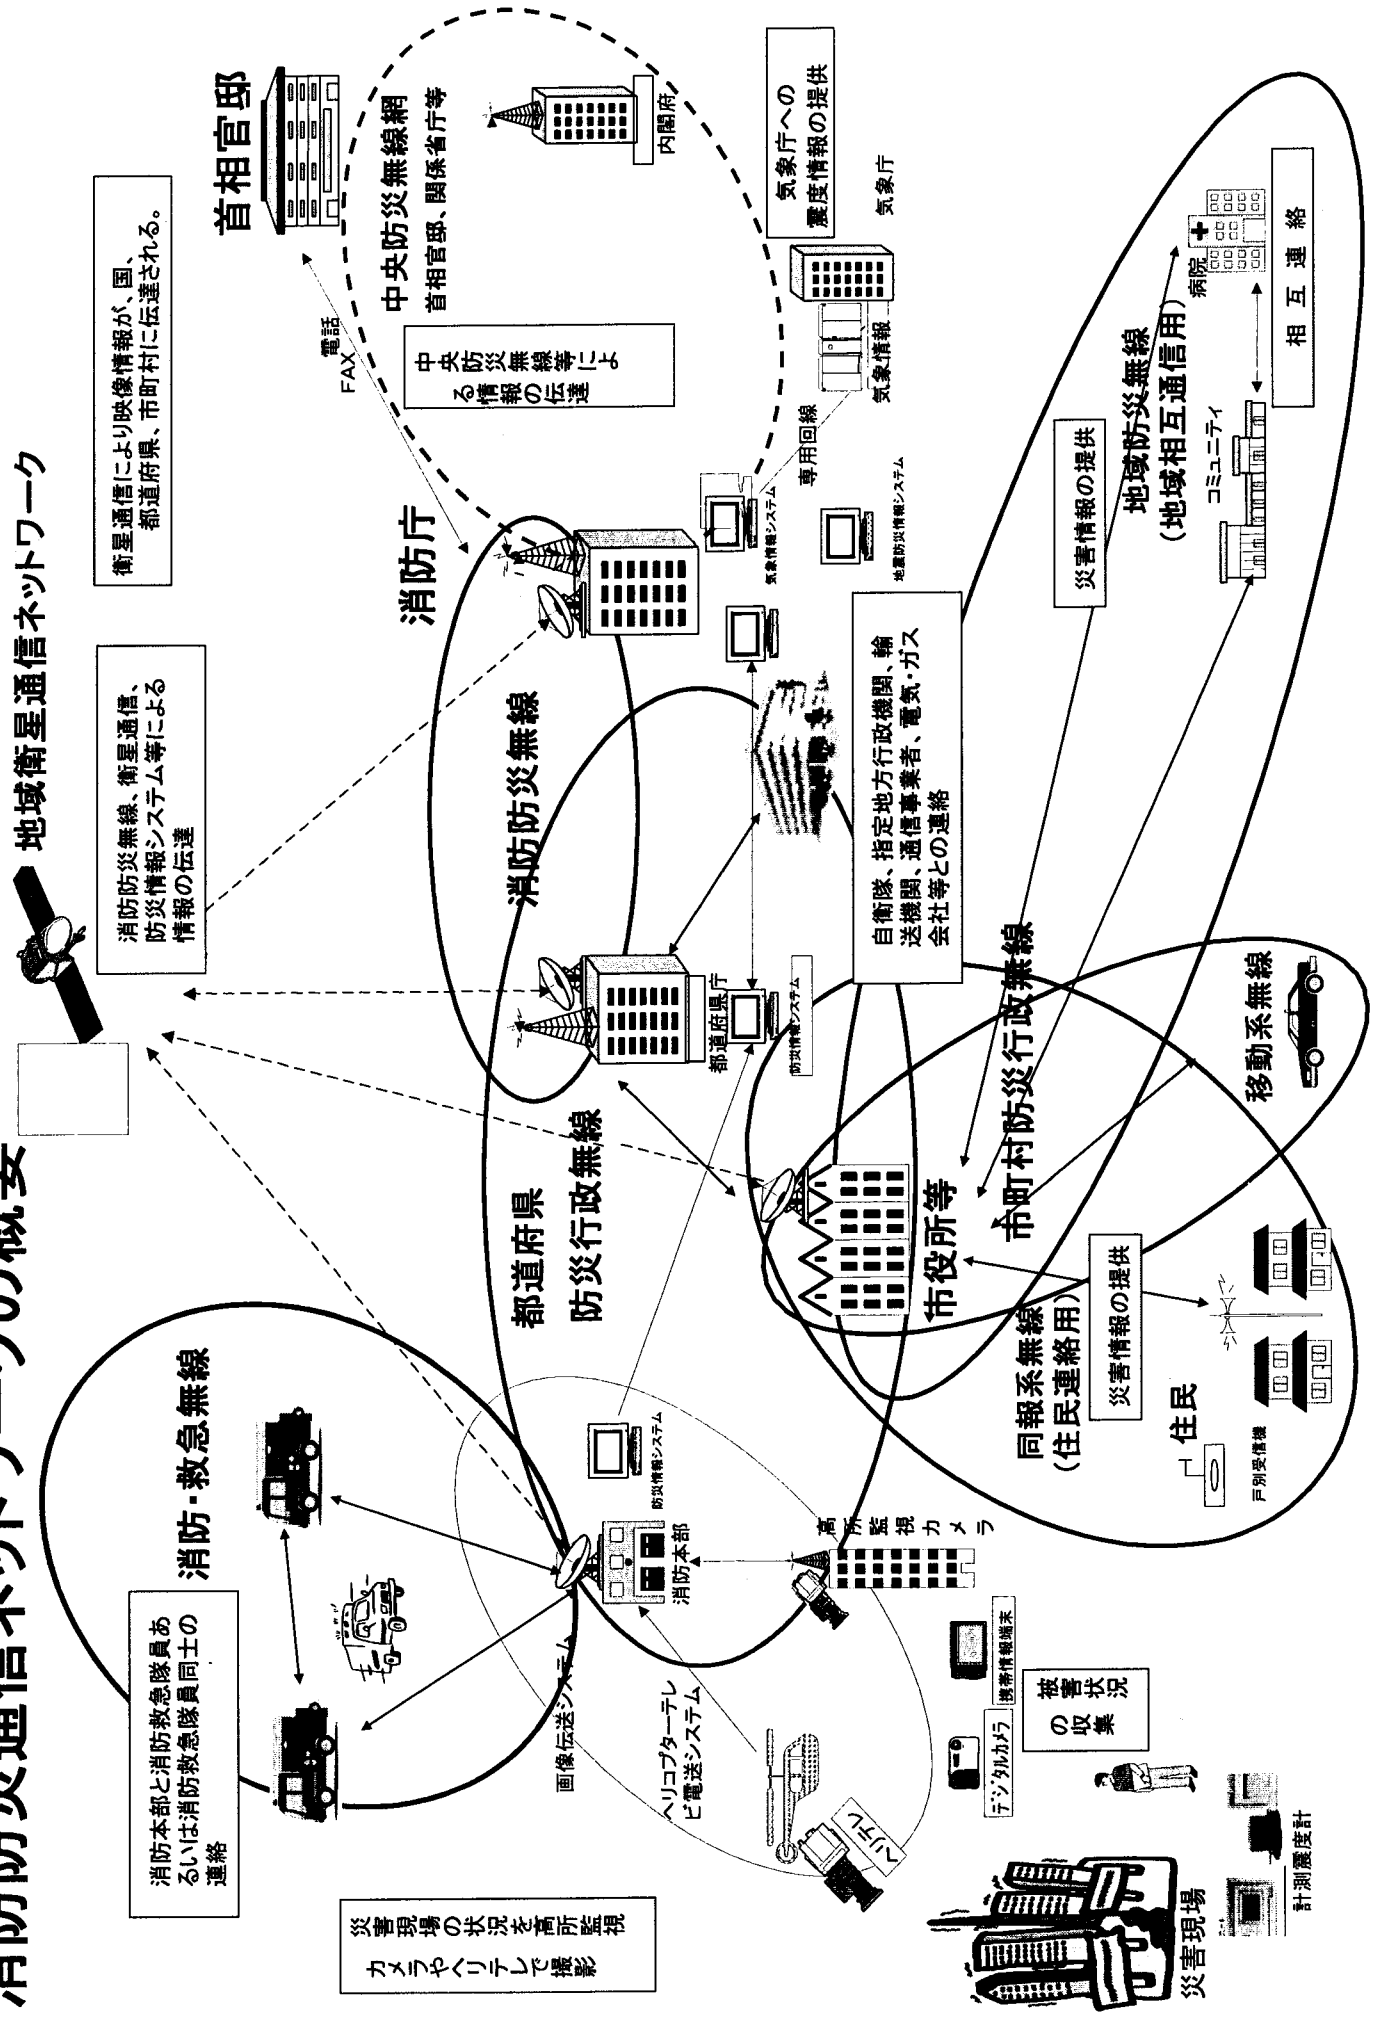 消防防災通信ネットワークの概要
地域衛星通信ネットワーク
消防防災無線、衛星通信、
防災情報システム等による
情報の伝達
衛星通信により映像情報が、国、
都道府県、市町村に伝達される。
首相官邸
電話
FAX
中央防災無線網
首相官邸、関係省庁等
内閣府
中央防災無線等によ
る情報の伝達
気象庁への
震度情報の提供
気象庁
気象情報
専用回線
消防庁
気象情報システム
地震防災情報システム
消防防災無線
都道府県庁
防災情報システム
自衛隊、指定地方行政機関、輸
送機関、通信事業者、電気・ガス
会社等との連絡
都道府県
防災行政無線
消防・救急無線
消防本部と消防救急隊員あ
るいは消防救急隊員同士の
連絡
防災情報システム
消防本部
画像伝送システム
ヘリコプターテレ
ビ電送システム
ヘリテレ
高所監視カメラ
災害現場の状況を高所監視
カメラやヘリテレで撮影
市役所等
市町村防災行政無線
同報系無線
(住民連絡用)
災害情報の提供
住民
戸別受信機
移動系無線
災害情報の提供
地域防災無線
(地域相互通信用)
病院
コミュニティ
相互連絡
携帯情報端末
デジタルカメラ
被害状況
の収集
災害現場
計測震度計